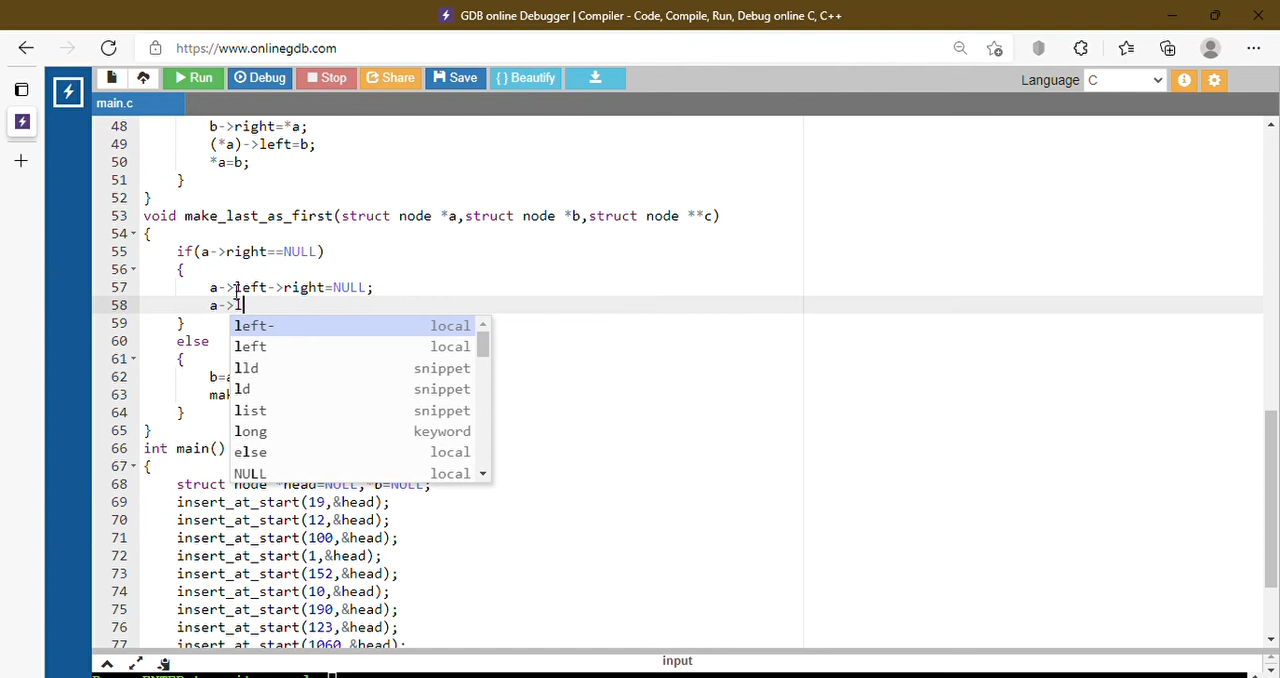 GDB online Debugger | Compiler - Code, Compile, Run, Debug online C, C++
https://www.onlinegdb.com
Run Debug Stop Share Save { } Beautify Language C
main.c
48 b->right=*a;
49 (*a)->left=b;
50 *a=b;
51 }
52 }
53 void make_last_as_first(struct node *a,struct node *b,struct node **c)
54 {
55 if(a->right==NULL)
56 {
57 a->left->right=NULL;
58 a->l
59 }
60 else
61 {
62 b=
63
64 }
65 }
66 int main()
67 {
68 struct node *head=NULL,*b=NULL;
69 insert_at_start(19,&head);
70 insert_at_start(12,&head);
71 insert_at_start(100,&head);
72 insert_at_start(1,&head);
73 insert_at_start(152,&head);
74 insert_at_start(10,&head);
75 insert_at_start(190,&head);
76 insert_at_start(123,&head);
77 insert_at_start(1060,&head);
left- local
left local
lld snippet
ld snippet
list snippet
long keyword
else local
NULL local
input